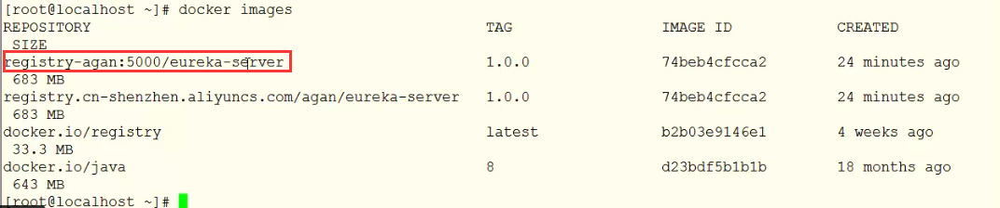 [root@localhost ~]# docker images
REPOSITORY TAG IMAGE ID CREATED
SIZE
registry-agan:5000/eureka-server 1.0.0 74beb4cfcca2 24 minutes ago
683 MB
registry.cn-shenzhen.aliyuncs.com/agan/eureka-server 1.0.0 74beb4cfcca2 24 minutes ago
683 MB
docker.io/registry latest b2b03e9146e1 4 weeks ago
33.3 MB
docker.io/java 8 d23bdf5b1b1b 18 months ago
643 MB
[root@localhost ~]#